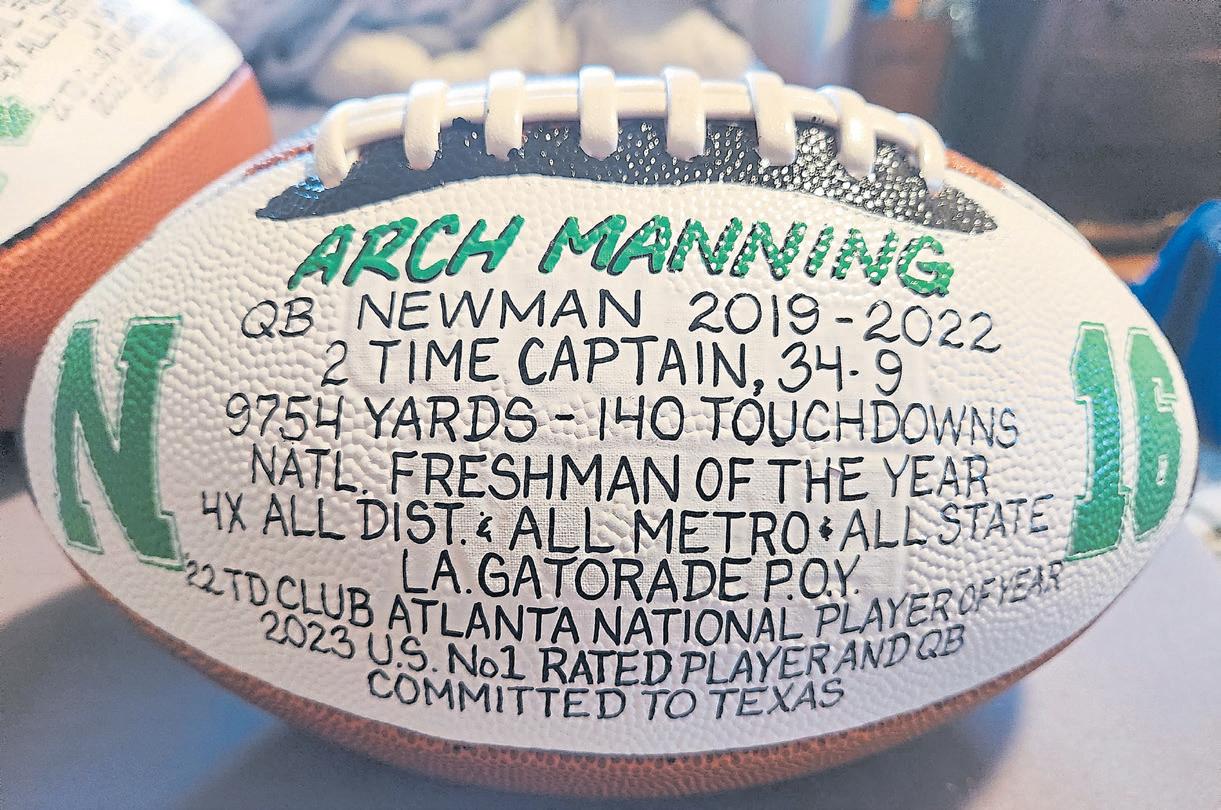 ARCH MANNING
QB NEWMAN 2019-2022
2 TIME CAPTAIN, 34-9
9754 YARDS - 140 TOUCHDOWNS
NATL. FRESHMAN OF THE YEAR
4X ALL DIST. & ALL METRO & ALL STATE
LA. GATORADE P.O.Y.
'22 TD CLUB ATLANTA NATIONAL PLAYER OF YEAR
2023 U.S. No1 RATED PLAYER AND QB
COMMITTED TO TEXAS
N
16